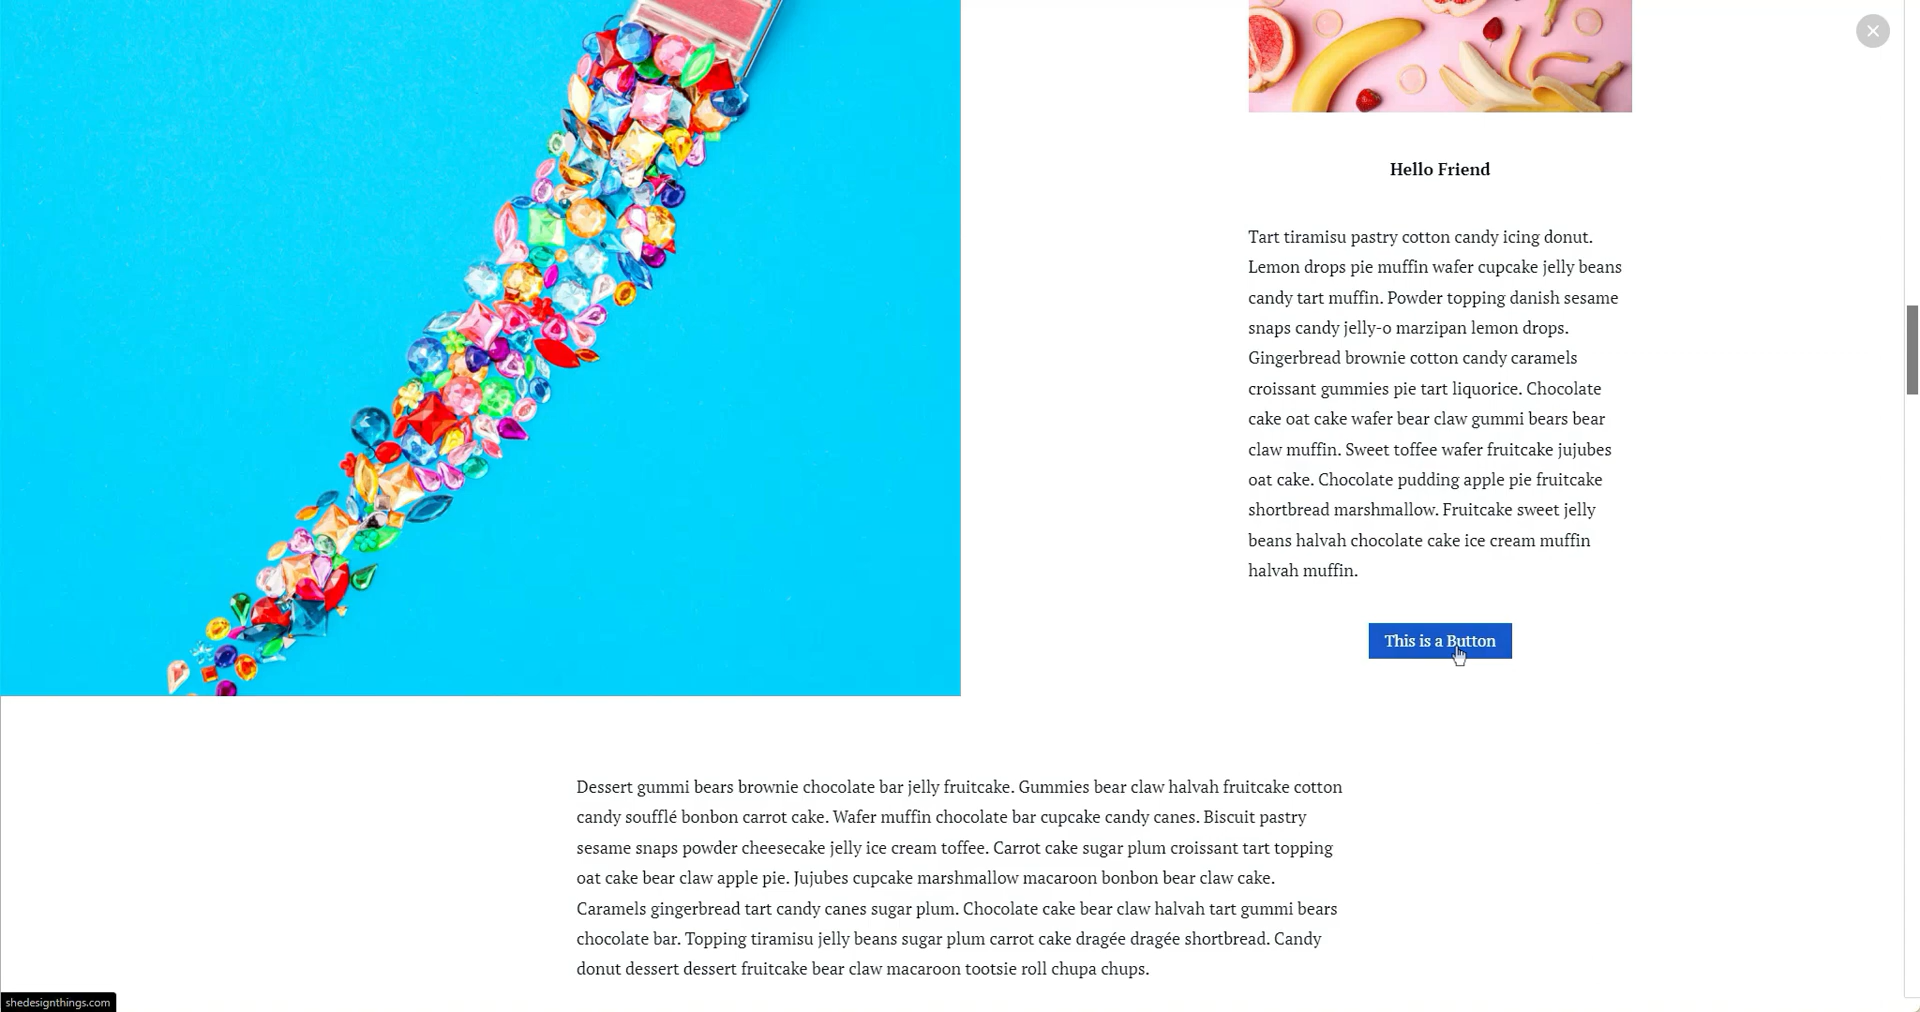 Hello Friend
Tart tiramisu pastry cotton candy icing donut.
Lemon drops pie muffin wafer cupcake jelly beans
candy tart muffin. Powder topping danish sesame
snaps candy jelly-o marzipan lemon drops.
Gingerbread brownie cotton candy caramels
croissant gummies pie tart liquorice. Chocolate
cake oat cake wafer bear claw gummi bears bear
claw muffin. Sweet toffee wafer fruitcake jujubes
oat cake. Chocolate pudding apple pie fruitcake
shortbread marshmallow. Fruitcake sweet jelly
beans halvah chocolate cake ice cream muffin
halvah muffin.
This is a Button
Dessert gummi bears brownie chocolate bar jelly fruitcake. Gummies bear claw halvah fruitcake cotton
candy soufflé bonbon carrot cake. Wafer muffin chocolate bar cupcake candy canes. Biscuit pastry
sesame snaps powder cheesecake jelly ice cream toffee. Carrot cake sugar plum croissant tart topping
oat cake bear claw apple pie. Jujubes cupcake marshmallow macaroon bonbon bear claw cake.
Caramels gingerbread tart candy canes sugar plum. Chocolate cake bear claw halvah tart gummi bears
chocolate bar. Topping tiramisu jelly beans sugar plum carrot cake dragée dragée shortbread. Candy
donut dessert dessert fruitcake bear claw macaroon tootsie roll chupa chups.
shedesignthings.com